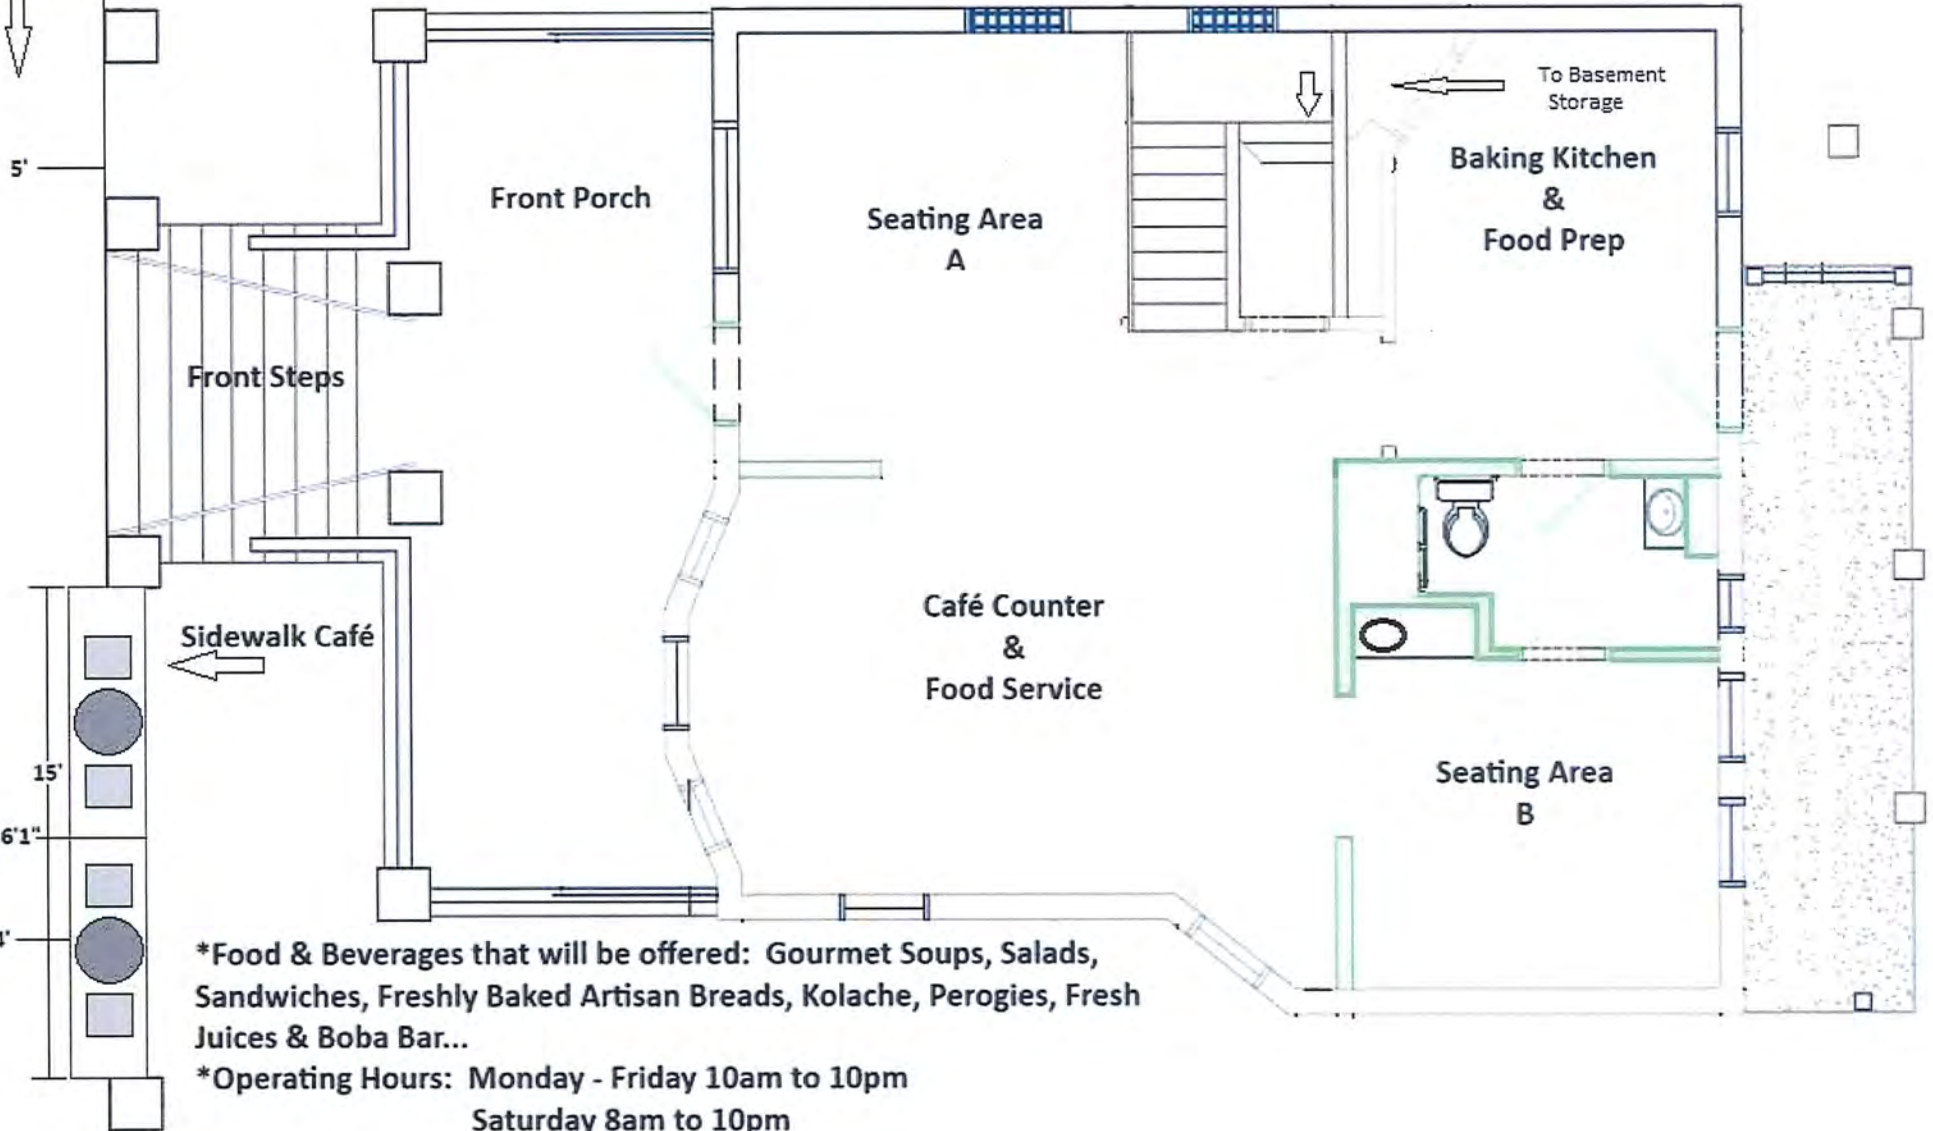 To Basement
Storage
5'
Baking Kitchen
&
Food Prep
Front Porch
Seating Area
A
Front Steps
Café Counter
&
Food Service
Sidewalk Café
15'
6'1"
Seating Area
B
*Food & Beverages that will be offered: Gourmet Soups, Salads,
Sandwiches, Freshly Baked Artisan Breads, Kolache, Perogies, Fresh
Juices & Boba Bar...
*Operating Hours: Monday - Friday 10am to 10pm
Saturday 8am to 10pm